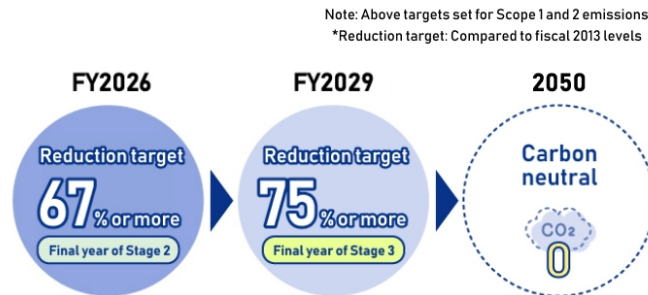 Note: Above targets set for Scope 1 and 2 emissions
*Reduction target: Compared to fiscal 2013 levels
FY2026
Reduction target
67% or more
Final year of Stage 2
FY2029
Reduction target
75% or more
Final year of Stage 3
2050
Carbon
neutral
CO2
0